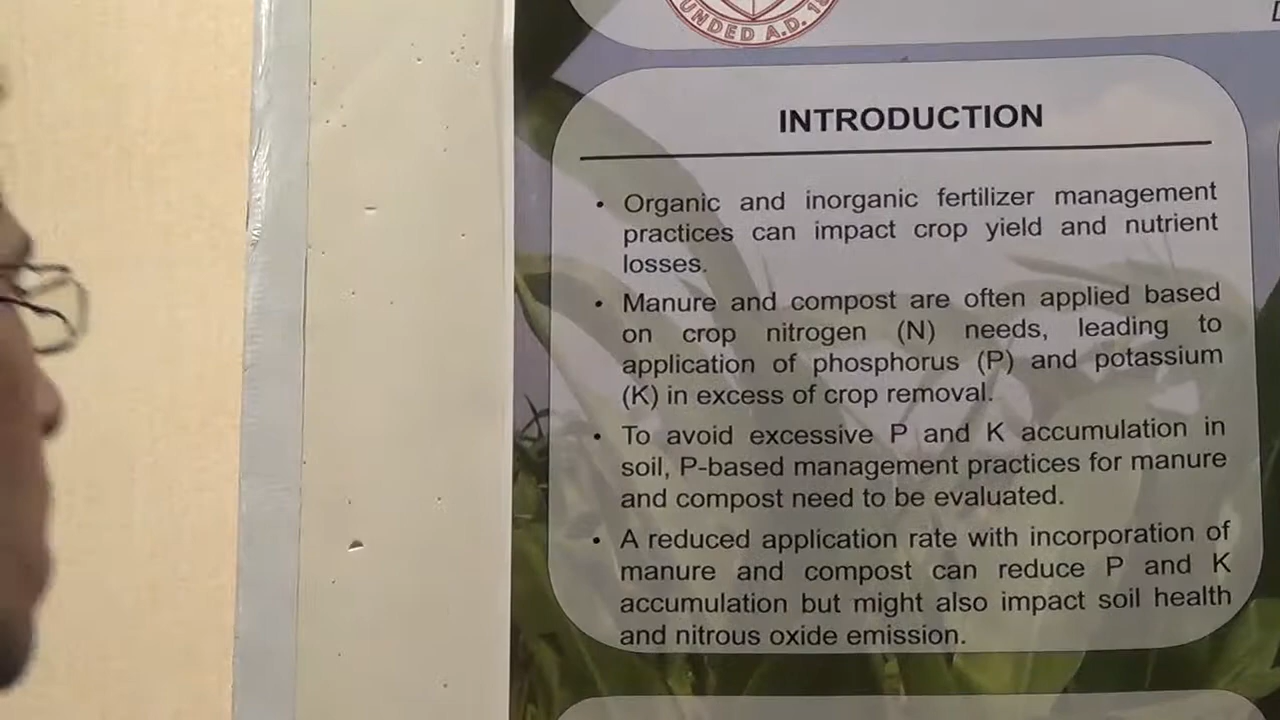 UNDED A.D. 18
INTRODUCTION
• Organic and inorganic fertilizer management
practices can impact crop yield and nutrient
losses.
• Manure and compost are often applied based
on crop nitrogen (N) needs, leading to
application of phosphorus (P) and potassium
(K) in excess of crop removal.
• To avoid excessive P and K accumulation in
soil, P-based management practices for manure
and compost need to be evaluated.
• A reduced application rate with incorporation of
manure and compost can reduce P and K
accumulation but might also impact soil health
and nitrous oxide emission.